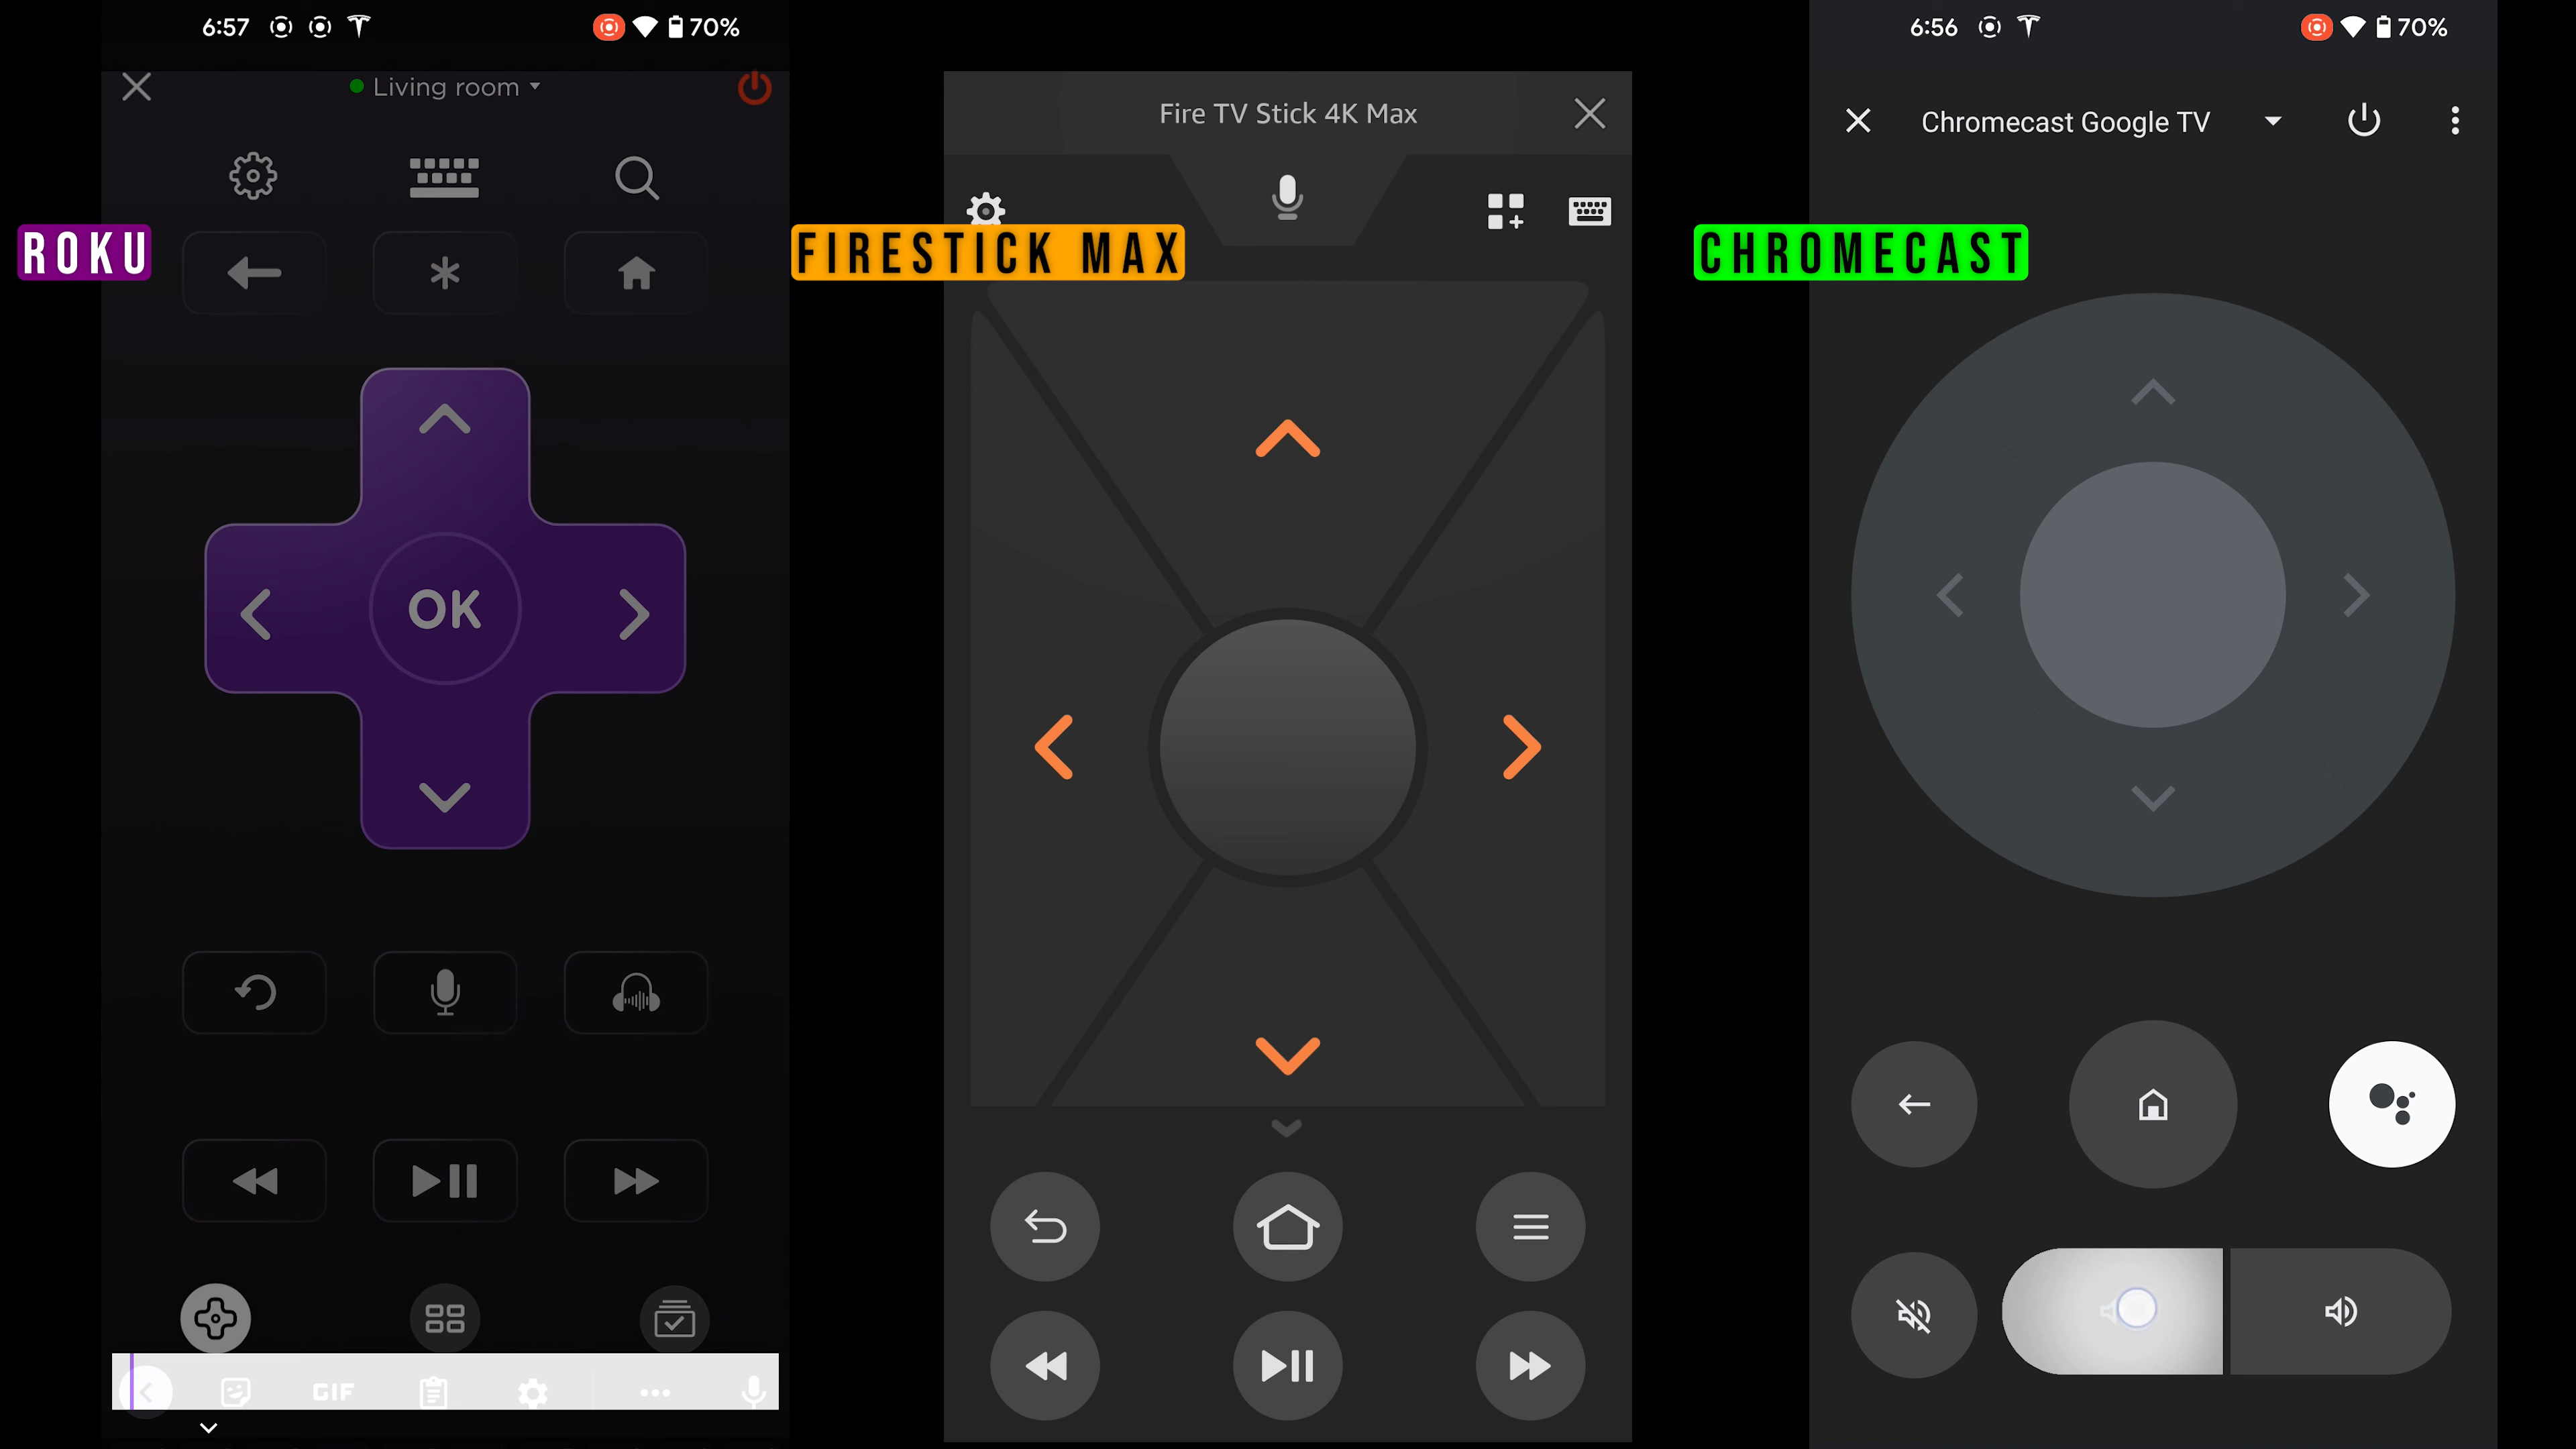 6:57
70%
Living room
ROKU
OK
GIF
Fire TV Stick 4K Max
FIRESTICK MAX
6:56
70%
Chromecast Google TV
CHROMECAST